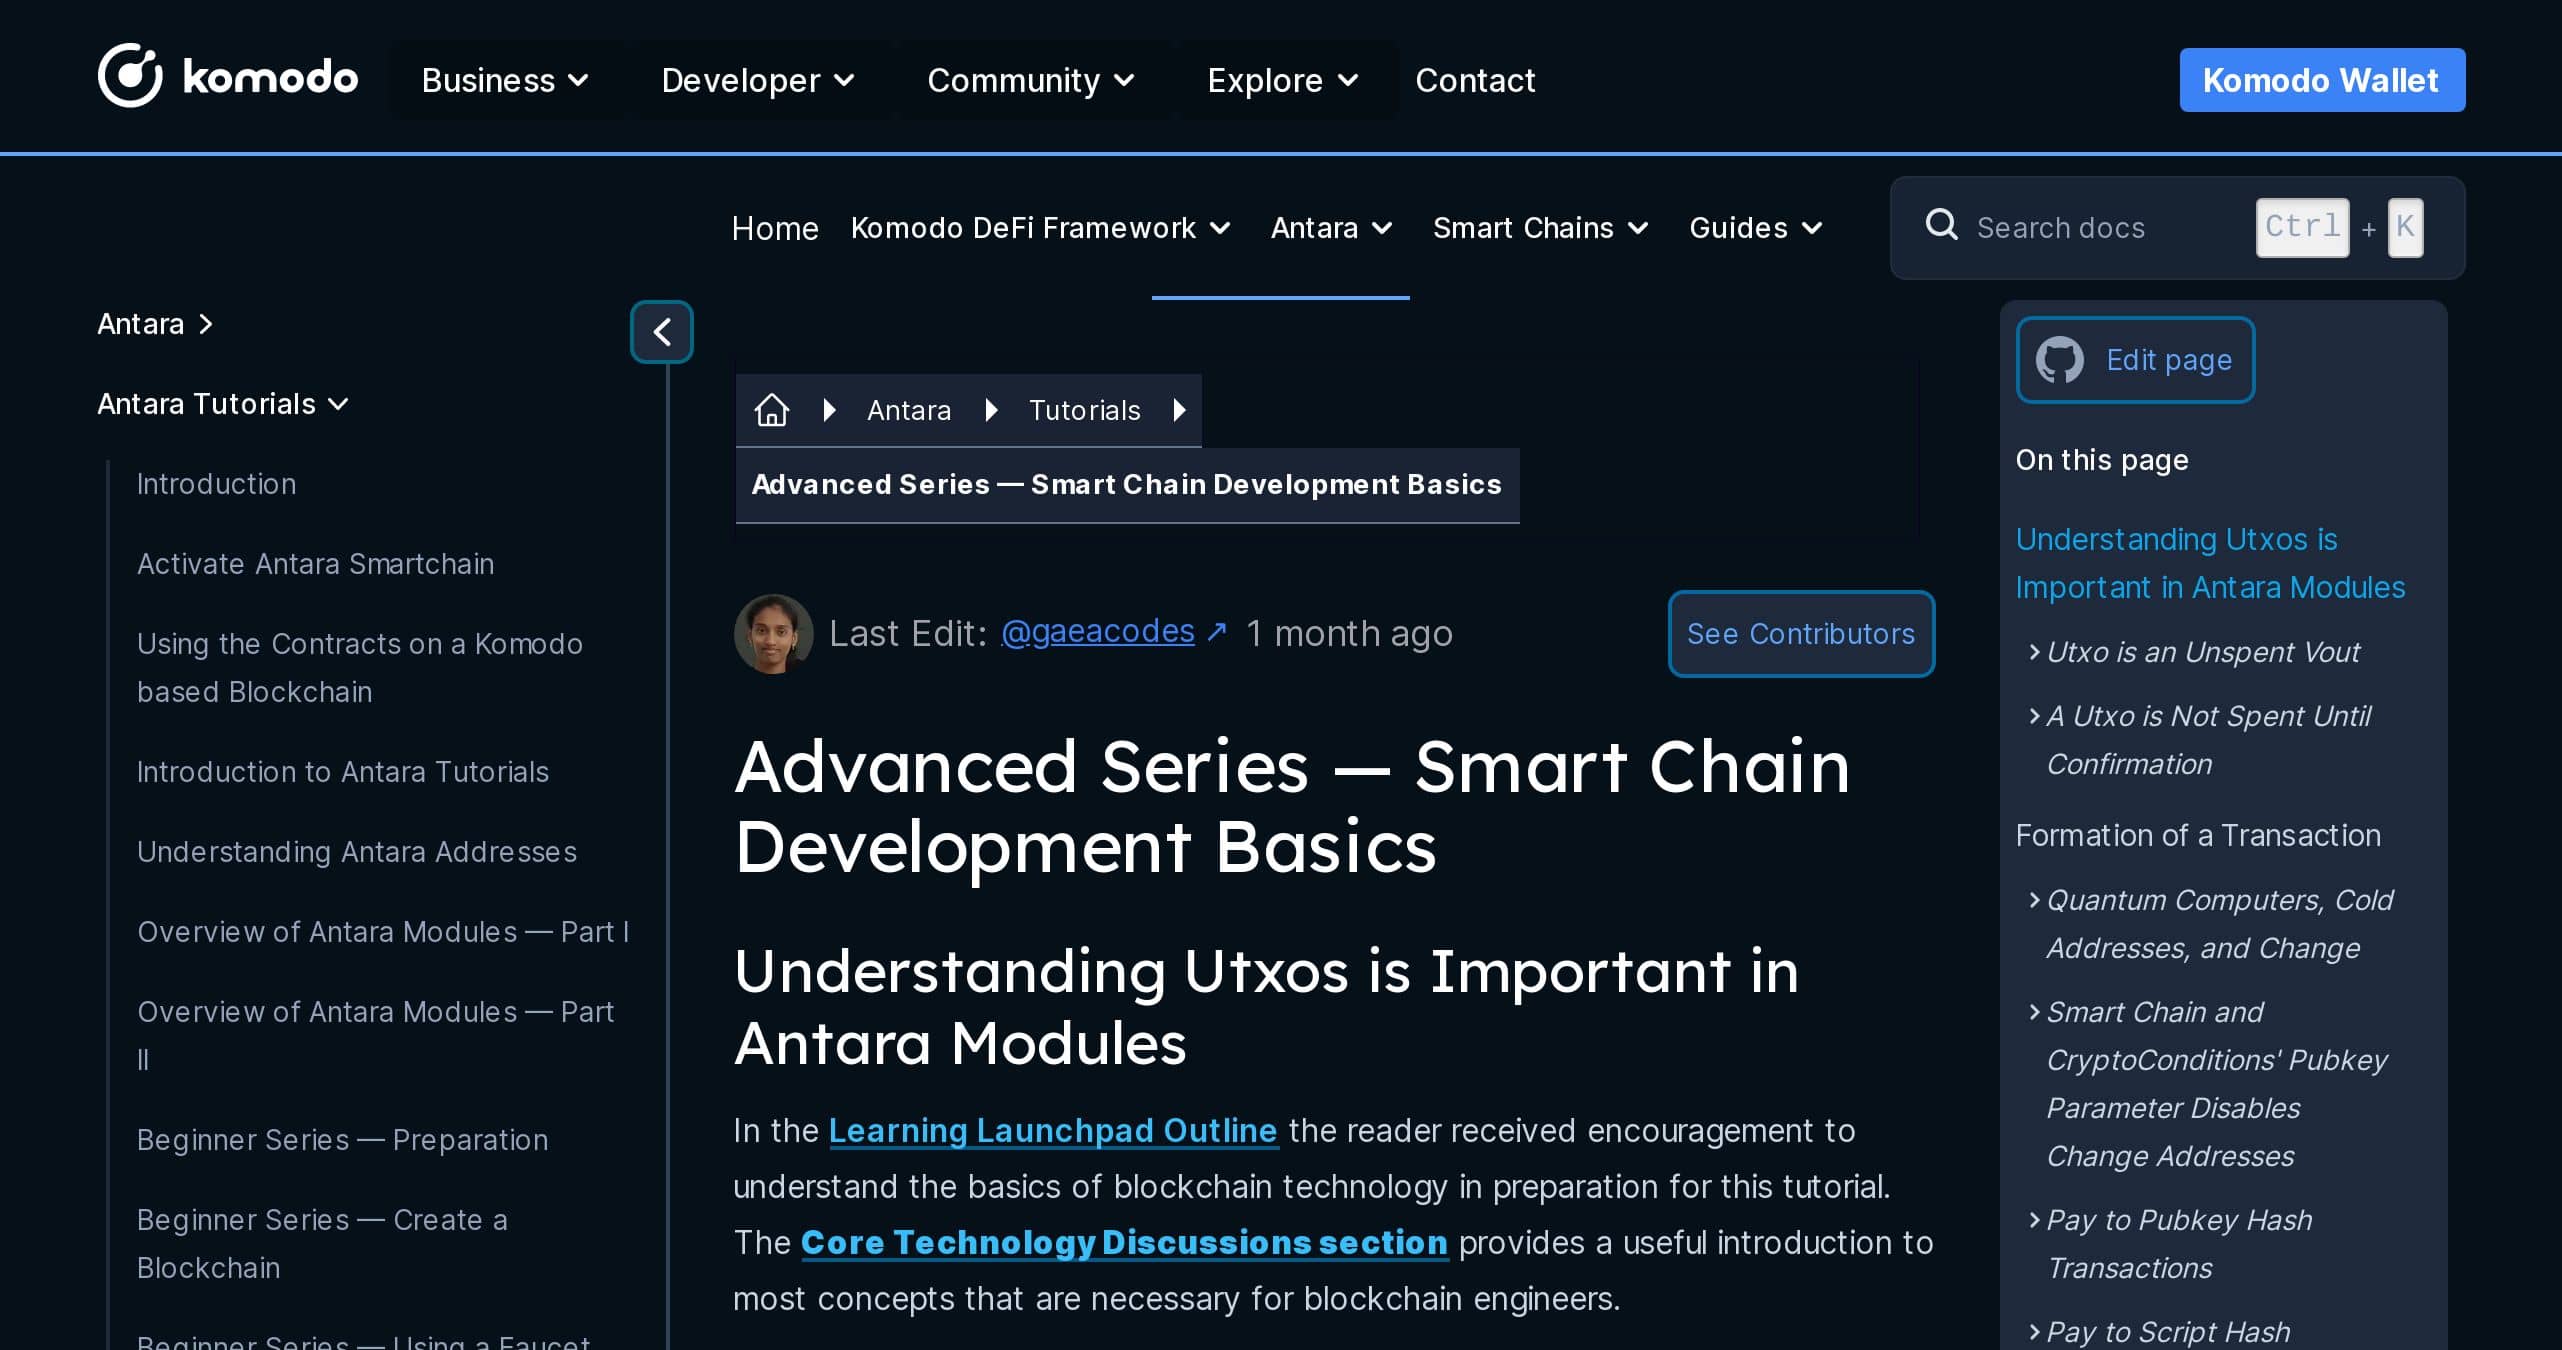 komodo
Business
Developer
Community
Explore
Contact
Komodo Wallet
Home
Komodo DeFi Framework
Antara
Smart Chains
Guides
Search docs
Ctrl + K
Antara
Antara Tutorials
Introduction
Activate Antara Smartchain
Using the Contracts on a Komodo
based Blockchain
Introduction to Antara Tutorials
Understanding Antara Addresses
Overview of Antara Modules — Part I
Overview of Antara Modules — Part
II
Beginner Series — Preparation
Beginner Series — Create a
Blockchain
Beginner Series — Using a Faucet
Antara
Tutorials
Advanced Series — Smart Chain Development Basics
Last Edit: @gaeacodes ↗ 1 month ago
See Contributors
Advanced Series — Smart Chain
Development Basics
Understanding Utxos is Important in
Antara Modules
In the Learning Launchpad Outline the reader received encouragement to
understand the basics of blockchain technology in preparation for this tutorial.
The Core Technology Discussions section provides a useful introduction to
most concepts that are necessary for blockchain engineers.
Edit page
On this page
Understanding Utxos is
Important in Antara Modules
Utxo is an Unspent Vout
A Utxo is Not Spent Until
Confirmation
Formation of a Transaction
Quantum Computers, Cold
Addresses, and Change
Smart Chain and
CryptoConditions' Pubkey
Parameter Disables
Change Addresses
Pay to Pubkey Hash
Transactions
Pay to Script Hash